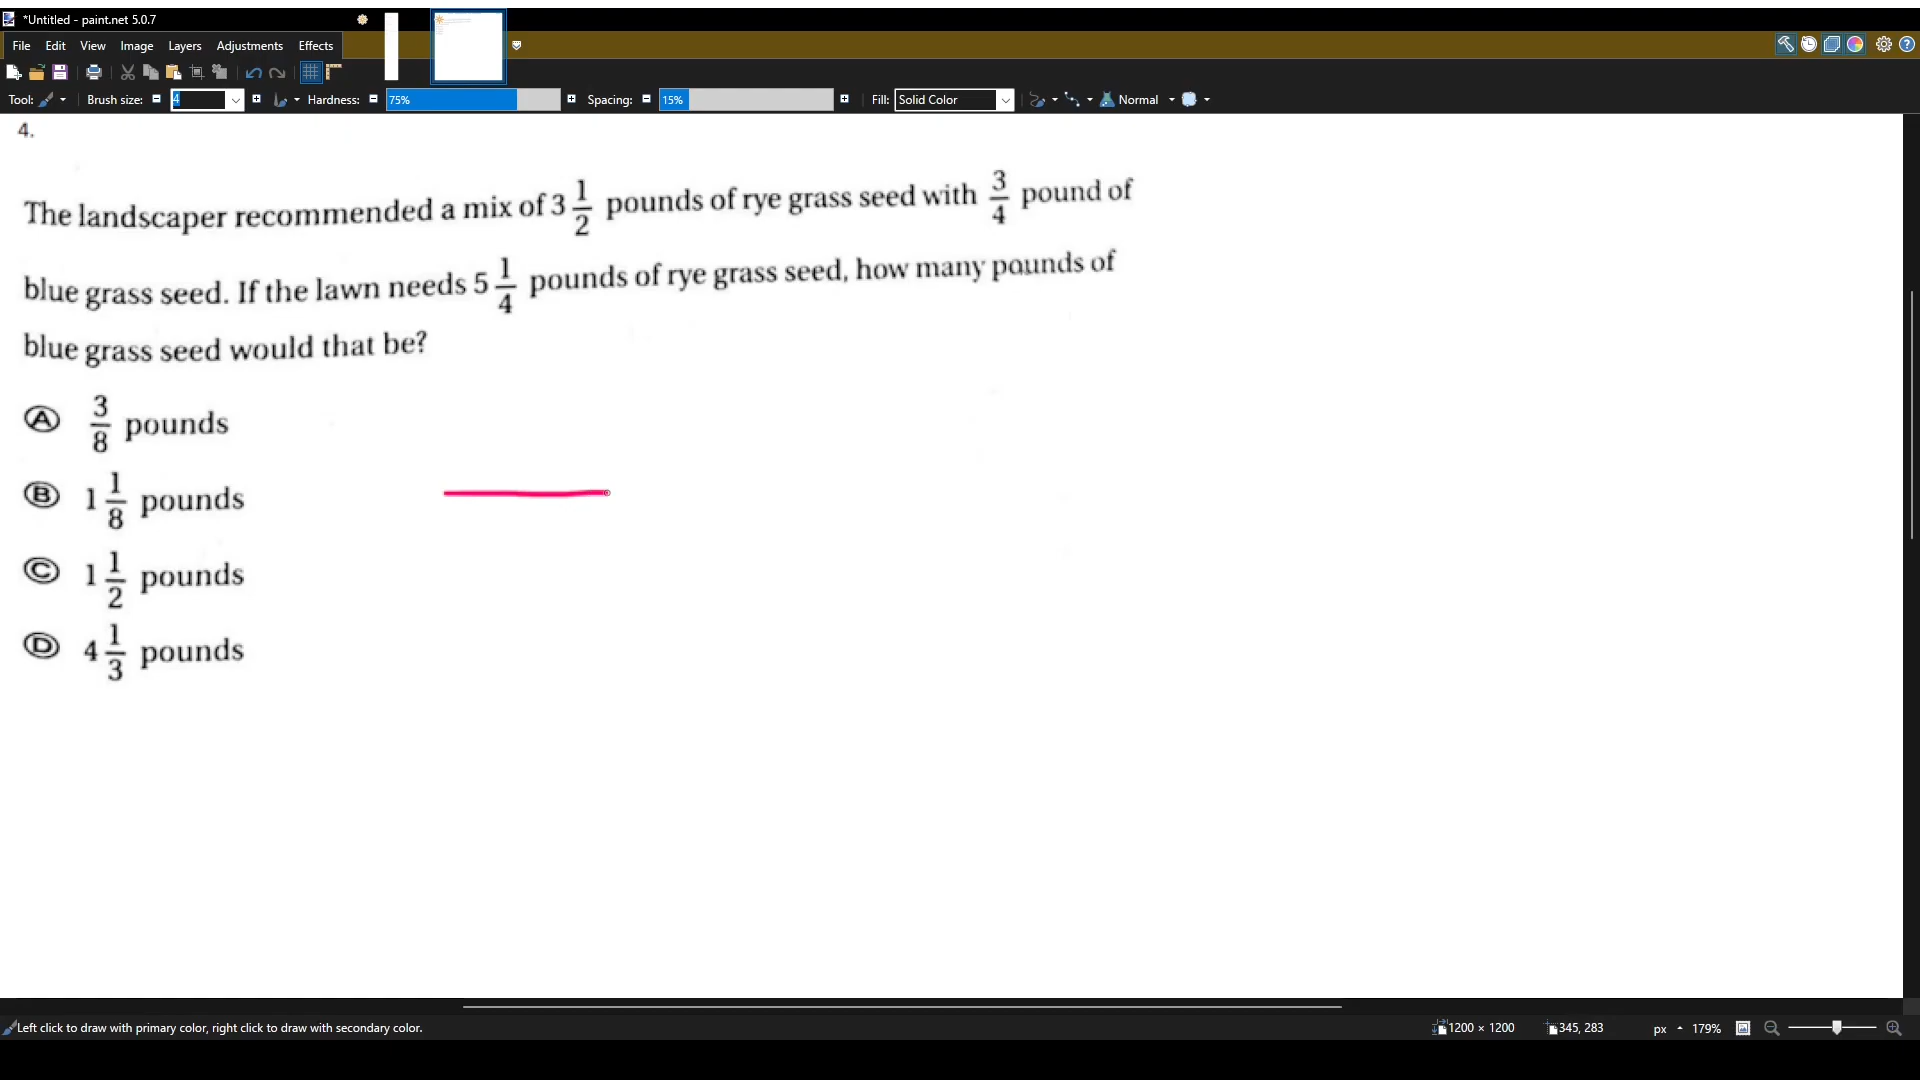 *Untitled - paint.net 5.0.7
File Edit View Image Layers Adjustments Effects
Tool: Brush size: 4 Hardness: 75% Spacing: 15% Fill: Solid Color Normal
4.
The landscaper recommended a mix of 3 1/2 pounds of rye grass seed with 3/4 pound of
blue grass seed. If the lawn needs 5 1/4 pounds of rye grass seed, how many pounds of
blue grass seed would that be?
A 3/8 pounds
B 1 1/8 pounds
C 1 1/2 pounds
D 4 1/3 pounds
Left click to draw with primary color, right click to draw with secondary color. 1200 × 1200 345, 283 px 179%